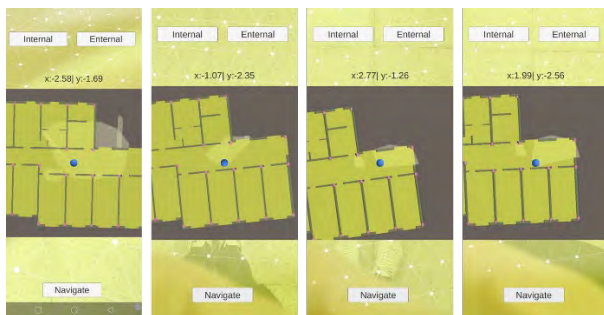 Internal Enternal
x:-2.58| y:-1.69
Navigate
Internal Enternal
x:-1.07| y:-2.35
Navigate
Internal Enternal
x:2.77| y:-1.26
Navigate
Internal Enternal
x:1.99| y:-2.56
Navigate